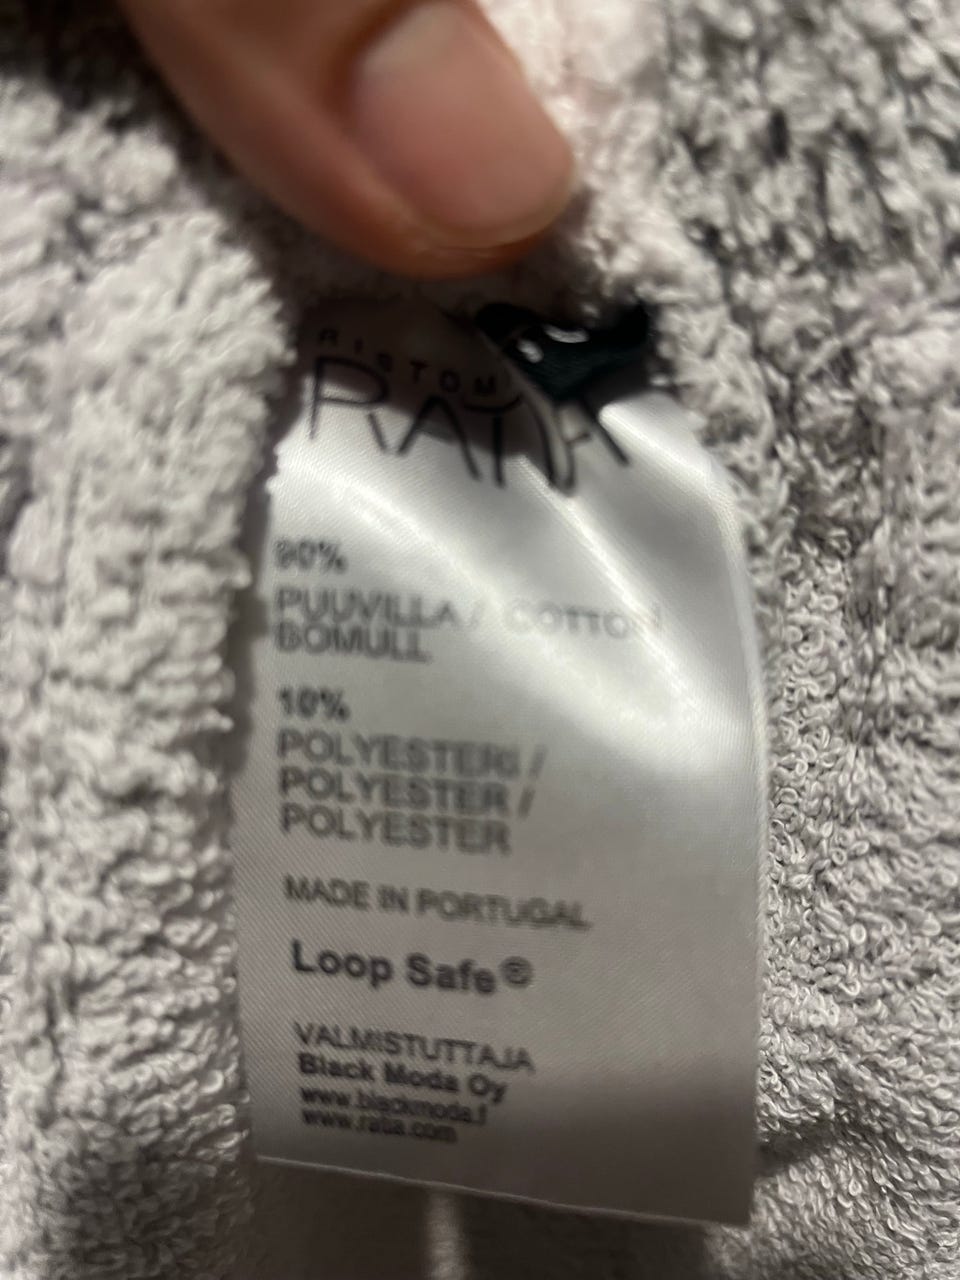 RISTOM
RATIA
90%
PUUVILLA / COTTON
BOMULL
10%
POLYESTERI /
POLYESTER /
POLYESTER
MADE IN PORTUGAL
Loop Safe®
VALMISTUTTAJA
Black Moda Oy
www.blackmoda.f
www.ratia.com